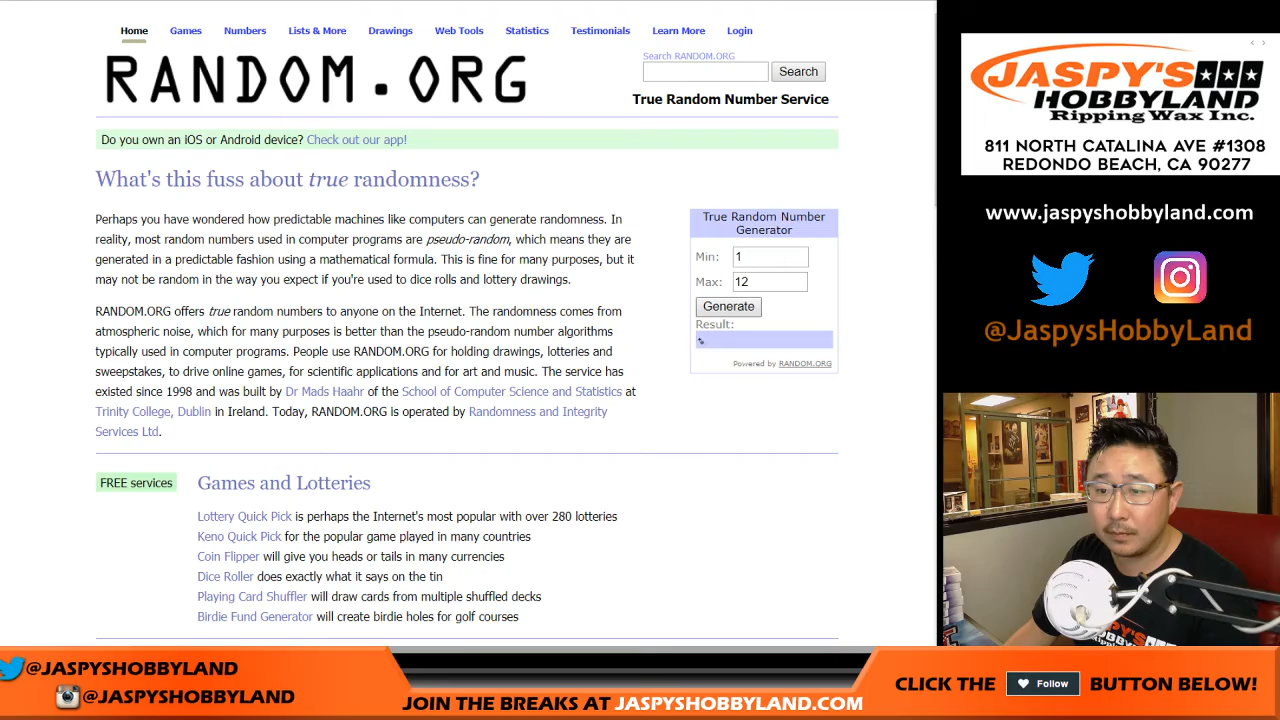 Home Games Numbers Lists & More Drawings Web Tools Statistics Testimonials Learn More Login
RANDOM.ORG
Search RANDOM.ORG
Search
True Random Number Service
Do you own an iOS or Android device? Check out our app!
What's this fuss about true randomness?
Perhaps you have wondered how predictable machines like computers can generate randomness. In
reality, most random numbers used in computer programs are pseudo-random, which means they are
generated in a predictable fashion using a mathematical formula. This is fine for many purposes, but it
may not be random in the way you expect if you're used to dice rolls and lottery drawings.
RANDOM.ORG offers true random numbers to anyone on the Internet. The randomness comes from
atmospheric noise, which for many purposes is better than the pseudo-random number algorithms
typically used in computer programs. People use RANDOM.ORG for holding drawings, lotteries and
sweepstakes, to drive online games, for scientific applications and for art and music. The service has
existed since 1998 and was built by Dr Mads Haahr of the School of Computer Science and Statistics at
Trinity College, Dublin in Ireland. Today, RANDOM.ORG is operated by Randomness and Integrity
Services Ltd.
True Random Number
Generator
Min: 1
Max: 12
Generate
Result:
Powered by RANDOM.ORG
FREE services
Games and Lotteries
Lottery Quick Pick is perhaps the Internet's most popular with over 280 lotteries
Keno Quick Pick for the popular game played in many countries
Coin Flipper will give you heads or tails in many currencies
Dice Roller does exactly what it says on the tin
Playing Card Shuffler will draw cards from multiple shuffled decks
Birdie Fund Generator will create birdie holes for golf courses
JASPY'S
HOBBYLAND
Ripping Wax Inc.
811 NORTH CATALINA AVE #1308
REDONDO BEACH, CA 90277
www.jaspyshobbyland.com
@JaspysHobbyLand
@JASPYSHOBBYLAND
@JASPYSHOBBYLAND
JOIN THE BREAKS AT JASPYSHOBBYLAND.COM
CLICK THE Follow BUTTON BELOW!